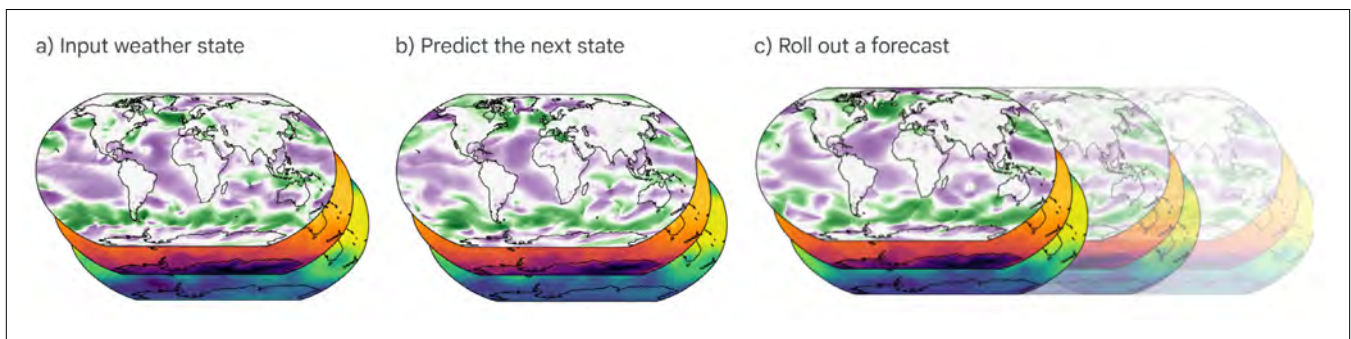 a) Input weather state
b) Predict the next state
c) Roll out a forecast